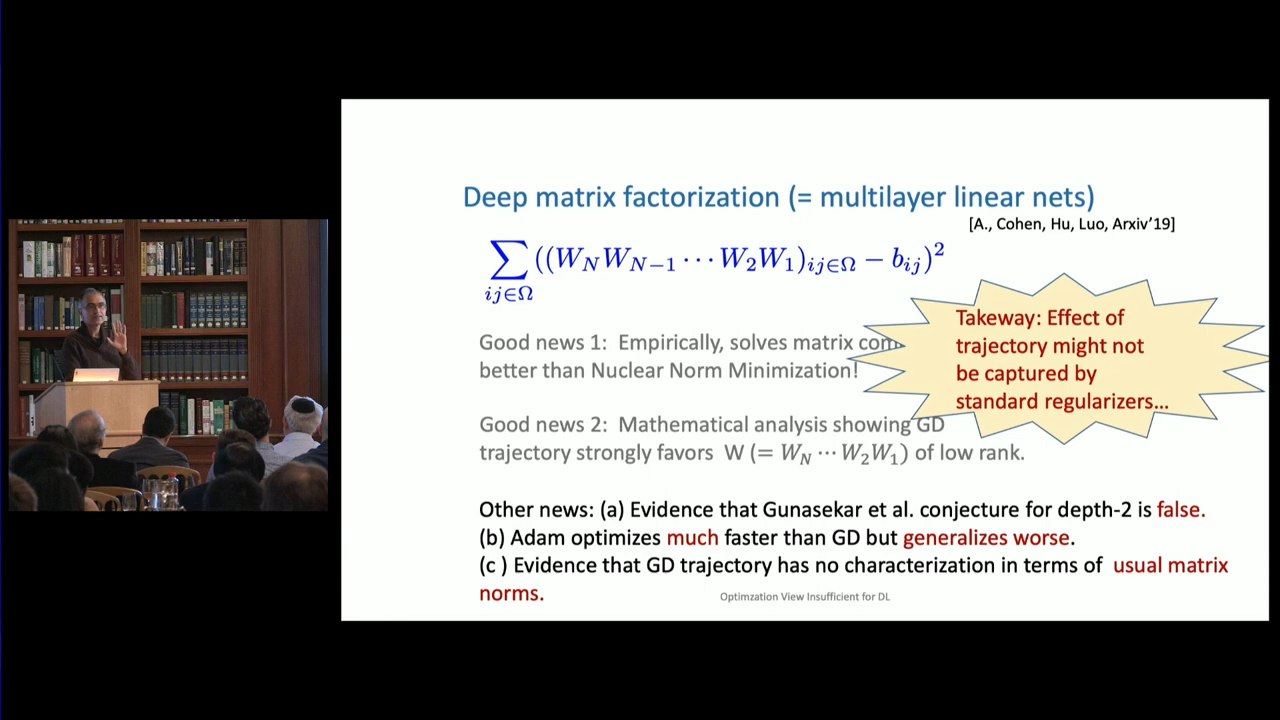 Deep matrix factorization (= multilayer linear nets)
[A., Cohen, Hu, Luo, Arxiv'19]
∑ ((W_N W_{N−1} ⋯ W_2 W_1)_{ij∈Ω} − b_{ij})^2
ij∈Ω
Good news 1: Empirically, solves matrix com
better than Nuclear Norm Minimization!
Takeway: Effect of
trajectory might not
be captured by
standard regularizers…
Good news 2: Mathematical analysis showing GD
trajectory strongly favors W (= W_N ⋯ W_2 W_1) of low rank.
Other news: (a) Evidence that Gunasekar et al. conjecture for depth-2 is false.
(b) Adam optimizes much faster than GD but generalizes worse.
(c ) Evidence that GD trajectory has no characterization in terms of usual matrix
norms.
Optimzation View Insufficient for DL